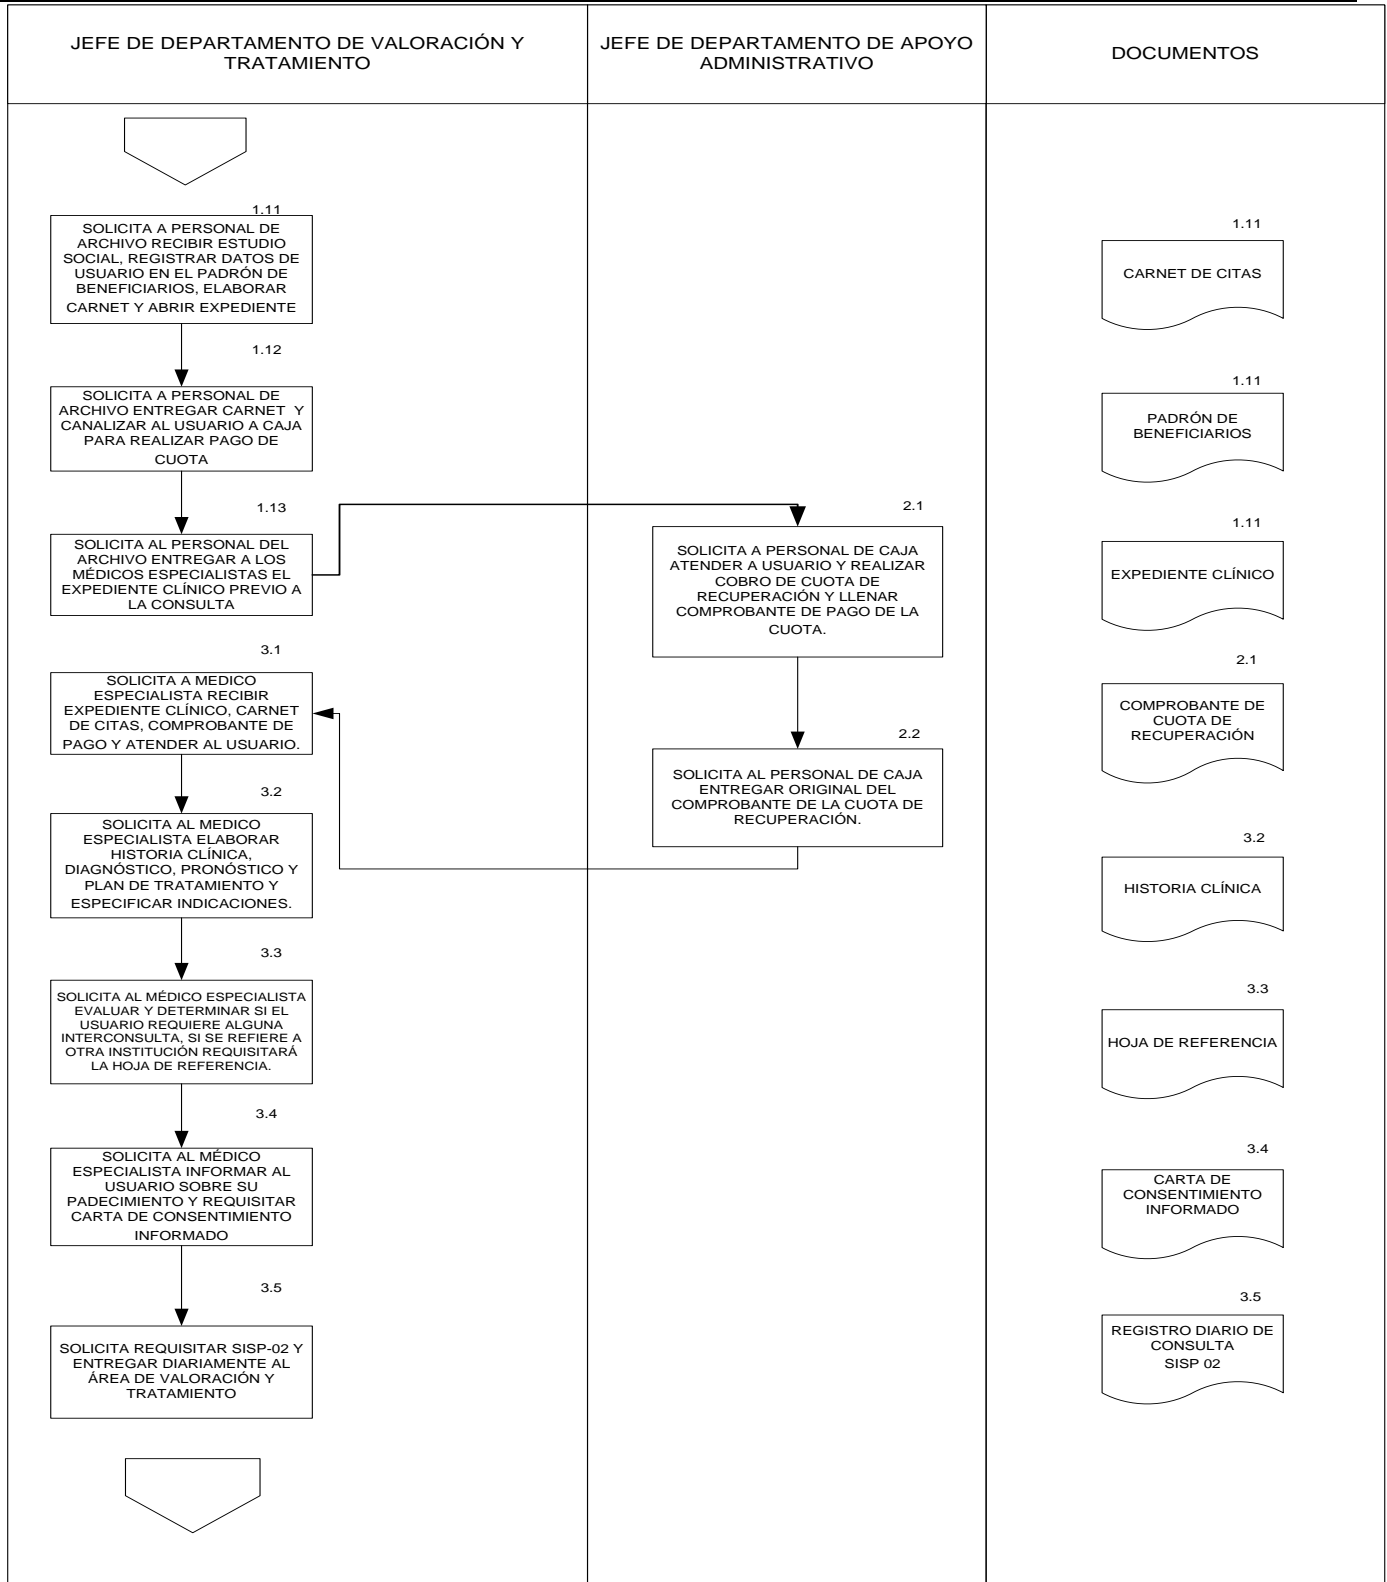 JEFE DE DEPARTAMENTO DE VALORACIÓN Y
TRATAMIENTO
JEFE DE DEPARTAMENTO DE APOYO
ADMINISTRATIVO
DOCUMENTOS
1.11
SOLICITA A PERSONAL DE
ARCHIVO RECIBIR ESTUDIO
SOCIAL, REGISTRAR DATOS DE
USUARIO EN EL PADRÓN DE
BENEFICIARIOS, ELABORAR
CARNET Y ABRIR EXPEDIENTE
1.12
SOLICITA A PERSONAL DE
ARCHIVO ENTREGAR CARNET Y
CANALIZAR AL USUARIO A CAJA
PARA REALIZAR PAGO DE
CUOTA
1.13
SOLICITA AL PERSONAL DEL
ARCHIVO ENTREGAR A LOS
MÉDICOS ESPECIALISTAS EL
EXPEDIENTE CLÍNICO PREVIO A
LA CONSULTA
3.1
SOLICITA A MEDICO
ESPECIALISTA RECIBIR
EXPEDIENTE CLÍNICO, CARNET
DE CITAS, COMPROBANTE DE
PAGO Y ATENDER AL USUARIO.
3.2
SOLICITA AL MEDICO
ESPECIALISTA ELABORAR
HISTORIA CLÍNICA,
DIAGNÓSTICO, PRONÓSTICO Y
PLAN DE TRATAMIENTO Y
ESPECIFICAR INDICACIONES.
3.3
SOLICITA AL MÉDICO ESPECIALISTA
EVALUAR Y DETERMINAR SI EL
USUARIO REQUIERE ALGUNA
INTERCONSULTA, SI SE REFIERE A
OTRA INSTITUCIÓN REQUISITARÁ
LA HOJA DE REFERENCIA.
3.4
SOLICITA AL MÉDICO
ESPECIALISTA INFORMAR AL
USUARIO SOBRE SU
PADECIMIENTO Y REQUISITAR
CARTA DE CONSENTIMIENTO
INFORMADO
3.5
SOLICITA REQUISITAR SISP-02 Y
ENTREGAR DIARIAMENTE AL
ÁREA DE VALORACIÓN Y
TRATAMIENTO
2.1
SOLICITA A PERSONAL DE CAJA
ATENDER A USUARIO Y REALIZAR
COBRO DE CUOTA DE
RECUPERACIÓN Y LLENAR
COMPROBANTE DE PAGO DE LA
CUOTA.
2.2
SOLICITA AL PERSONAL DE CAJA
ENTREGAR ORIGINAL DEL
COMPROBANTE DE LA CUOTA DE
RECUPERACIÓN.
1.11
CARNET DE CITAS
1.11
PADRÓN DE
BENEFICIARIOS
1.11
EXPEDIENTE CLÍNICO
2.1
COMPROBANTE DE
CUOTA DE
RECUPERACIÓN
3.2
HISTORIA CLÍNICA
3.3
HOJA DE REFERENCIA
3.4
CARTA DE
CONSENTIMIENTO
INFORMADO
3.5
REGISTRO DIARIO DE
CONSULTA
SISP 02